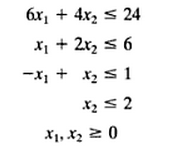 6x₁ + 4x₂ ≤ 24
x₁ + 2x₂ ≤ 6
-x₁ + x₂ ≤ 1
x₂ ≤ 2
x₁, x₂ ≥ 0